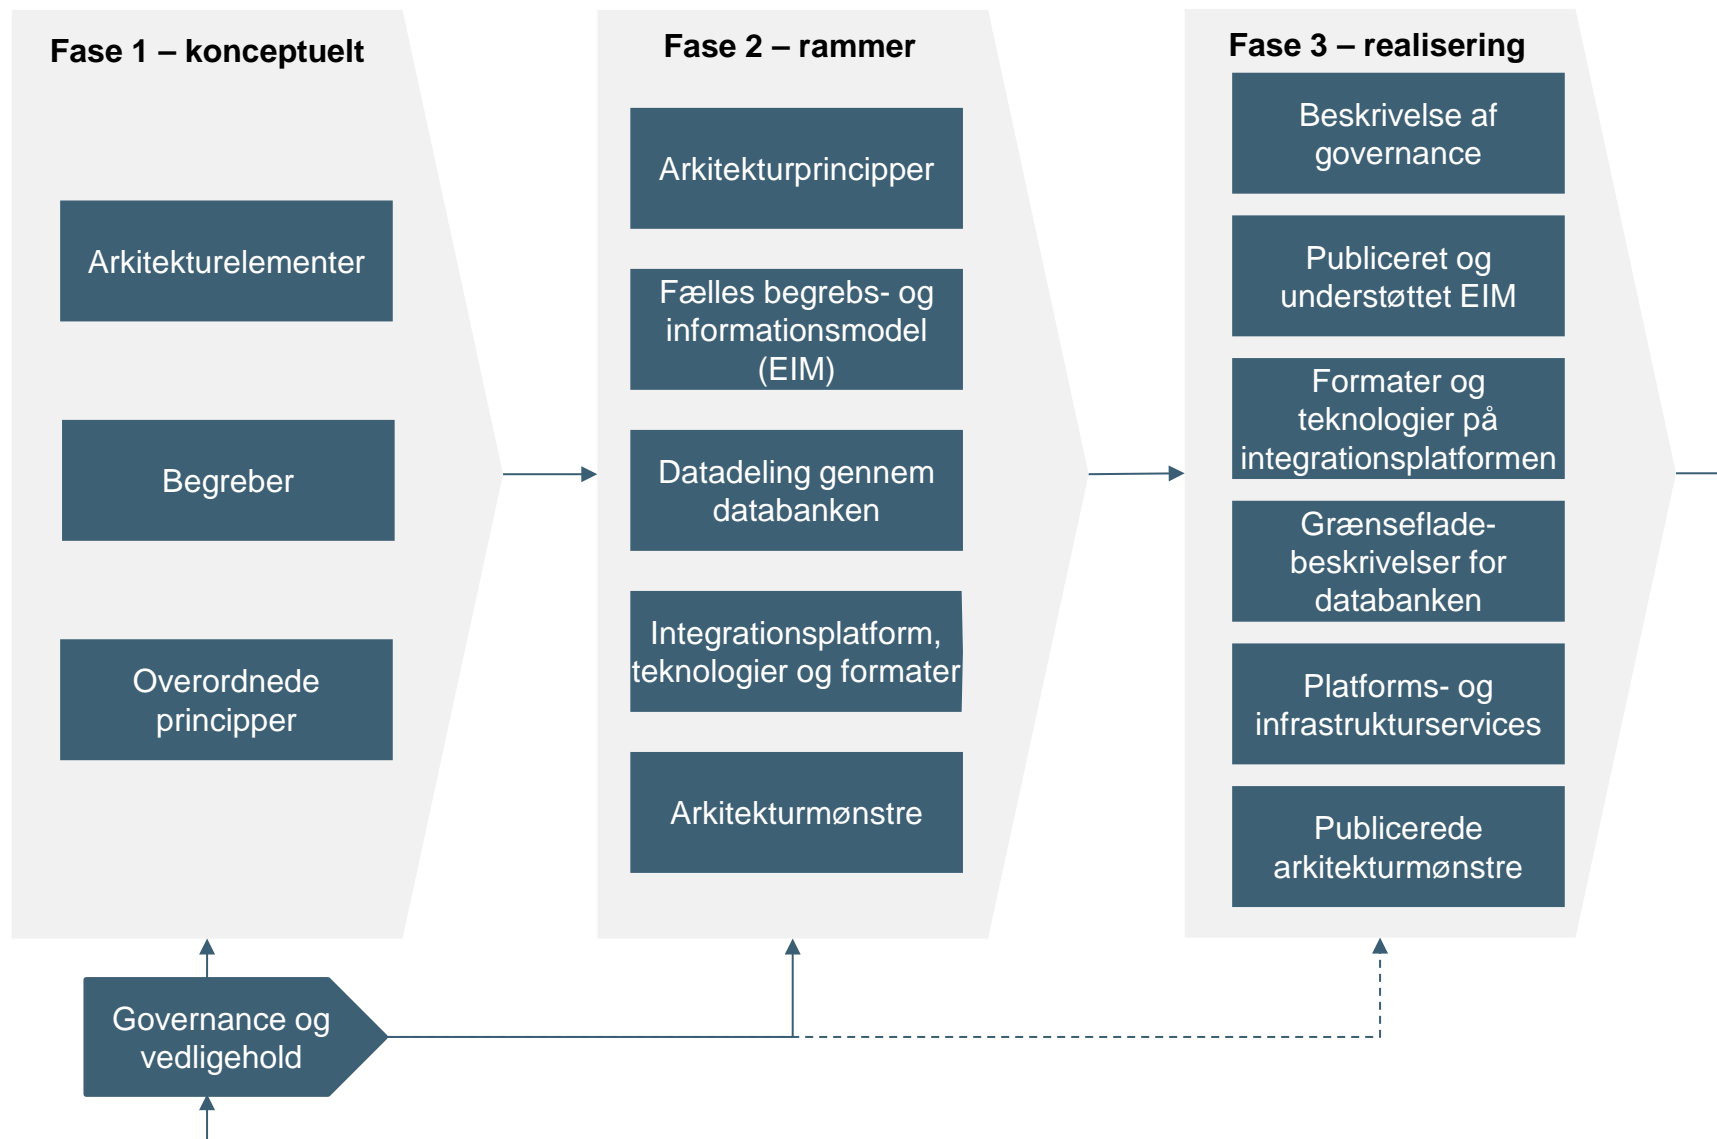 Fase 1 – konceptuelt
Arkitekturelementer
Begreber
Overordnede
principper
Fase 2 – rammer
Arkitekturprincipper
Fælles begrebs- og
informationsmodel
(EIM)
Datadeling gennem
databanken
Integrationsplatform,
teknologier og formater
Arkitekturmønstre
Fase 3 – realisering
Beskrivelse af
governance
Publiceret og
understøttet EIM
Formater og
teknologier på
integrationsplatformen
Grænseflade-
beskrivelser for
databanken
Platforms- og
infrastrukturservices
Publicerede
arkitekturmønstre
Governance og
vedligehold